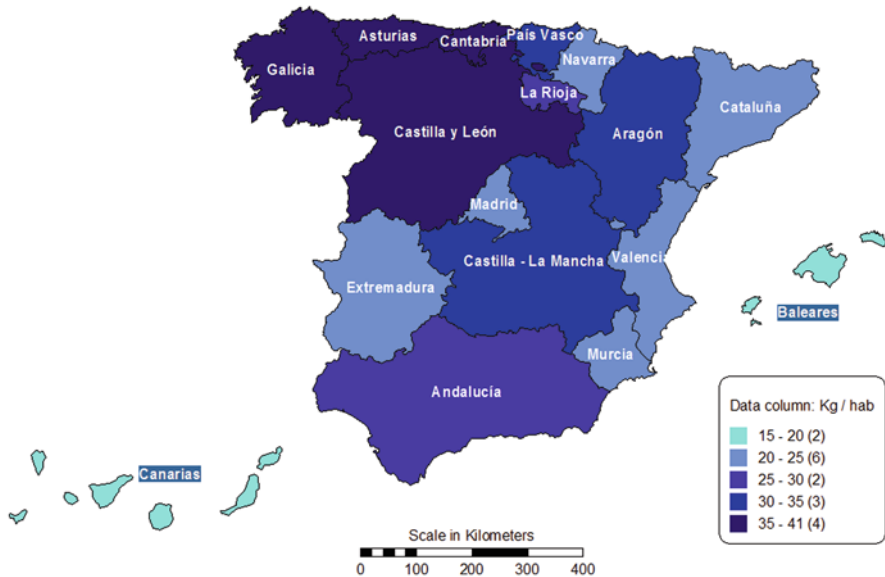 Asturias
Cantabria
País Vasco
Navarra
Galicia
La Rioja
Cataluña
Castilla y León
Aragón
Madrid
Castilla - La Mancha
Valencia
Extremadura
Baleares
Murcia
Andalucía
Canarias
Data column: Kg / hab
15 - 20 (2)
20 - 25 (6)
25 - 30 (2)
30 - 35 (3)
35 - 41 (4)
Scale in Kilometers
0 100 200 300 400